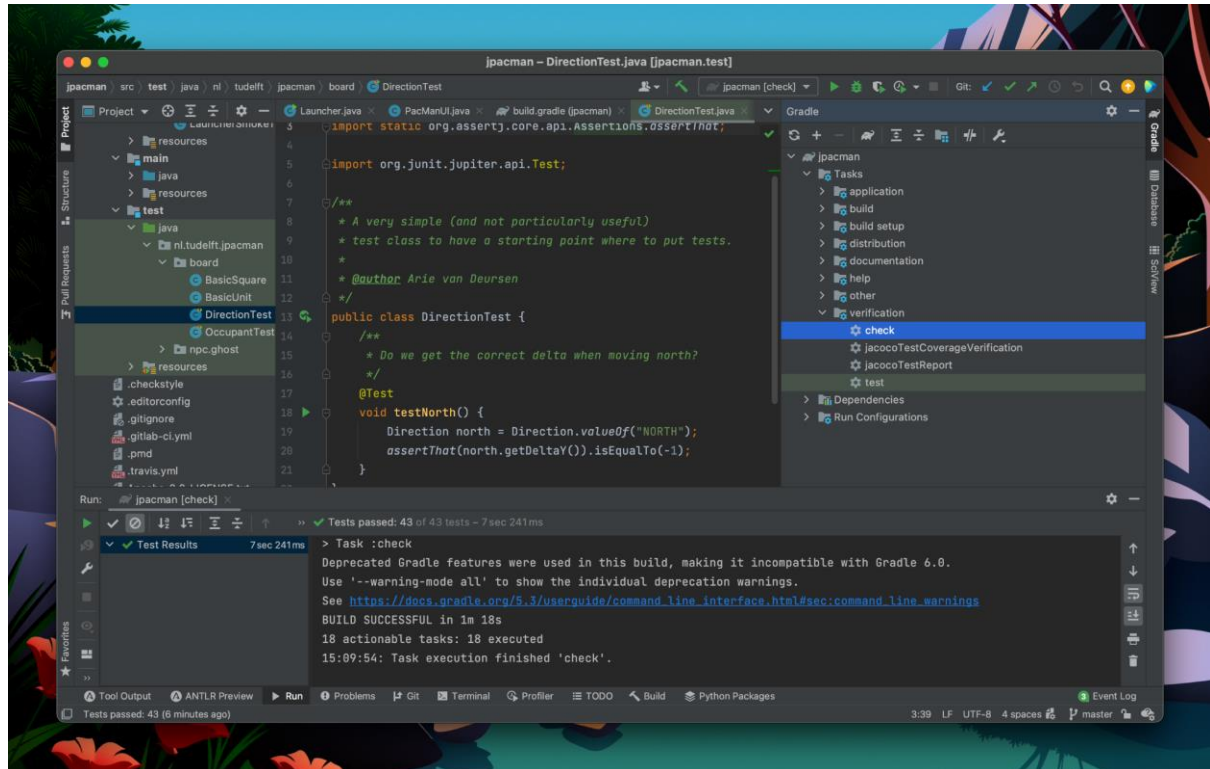 jpacman – DirectionTest.java [jpacman.test]
jpacman src test java nl tudelft jpacman board DirectionTest
jpacman [check]
Git:
Project
Launcher.java
PacManUI.java
build.gradle (jpacman)
DirectionTest.java
Gradle
Project
Structure
Pull Requests
Favorites
LauncherSmokeT
resources
main
java
resources
test
java
nl.tudelft.jpacman
board
BasicSquare
BasicUnit
DirectionTest
OccupantTest
npc.ghost
resources
.checkstyle
.editorconfig
.gitignore
.gitlab-ci.yml
.pmd
.travis.yml
3 import static org.assertj.core.api.Assertions.assertThat;
4
5 import org.junit.jupiter.api.Test;
6
7 /**
8 * A very simple (and not particularly useful)
9 * test class to have a starting point where to put tests.
10 *
11 * @author Arie van Deursen
12 */
13 public class DirectionTest {
14 /**
15 * Do we get the correct delta when moving north?
16 */
17 @Test
18 void testNorth() {
19 Direction north = Direction.valueOf("NORTH");
20 assertThat(north.getDeltaY()).isEqualTo(-1);
21 }
jpacman
Tasks
application
build
build setup
distribution
documentation
help
other
verification
check
jacocoTestCoverageVerification
jacocoTestReport
test
Dependencies
Run Configurations
Gradle
Database
SciView
Run: jpacman [check]
Tests passed: 43 of 43 tests – 7 sec 241 ms
Test Results 7 sec 241 ms
> Task :check
Deprecated Gradle features were used in this build, making it incompatible with Gradle 6.0.
Use '--warning-mode all' to show the individual deprecation warnings.
See https://docs.gradle.org/5.3/userguide/command_line_interface.html#sec:command_line_warnings
BUILD SUCCESSFUL in 1m 18s
18 actionable tasks: 18 executed
15:09:54: Task execution finished 'check'.
Tool Output ANTLR Preview Run Problems Git Terminal Profiler TODO Build Python Packages 3 Event Log
Tests passed: 43 (6 minutes ago) 3:39 LF UTF-8 4 spaces master